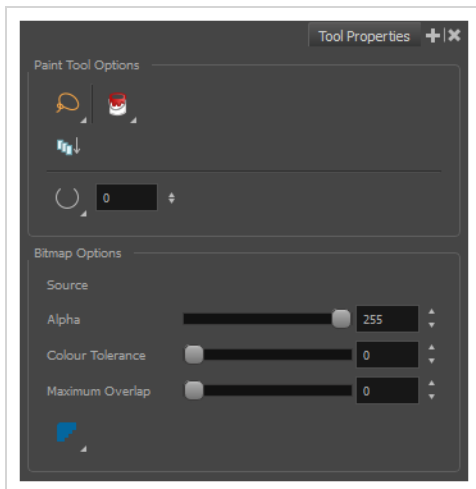 Tool Properties
Paint Tool Options
0
Bitmap Options
Source
Alpha 255
Colour Tolerance 0
Maximum Overlap 0